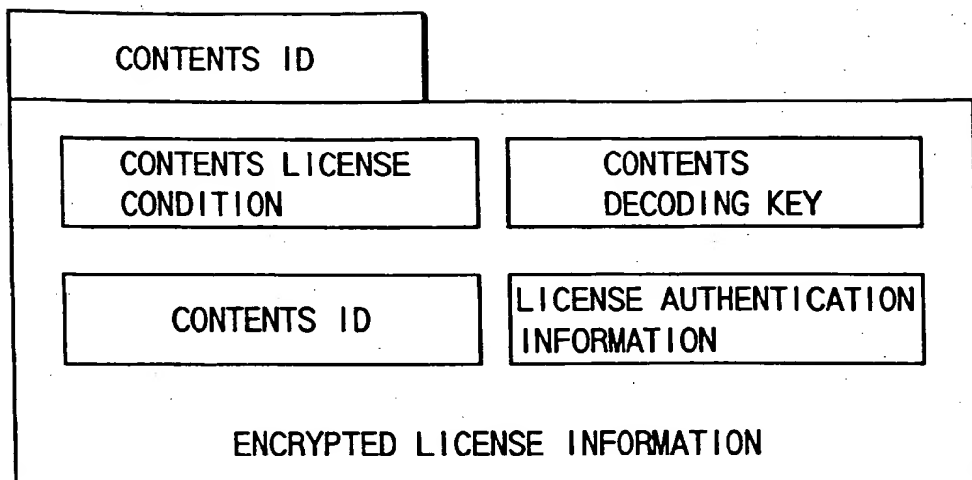 CONTENTS ID
CONTENTS LICENSE
CONDITION
CONTENTS
DECODING KEY
CONTENTS ID
LICENSE AUTHENTICATION
INFORMATION
ENCRYPTED LICENSE INFORMATION